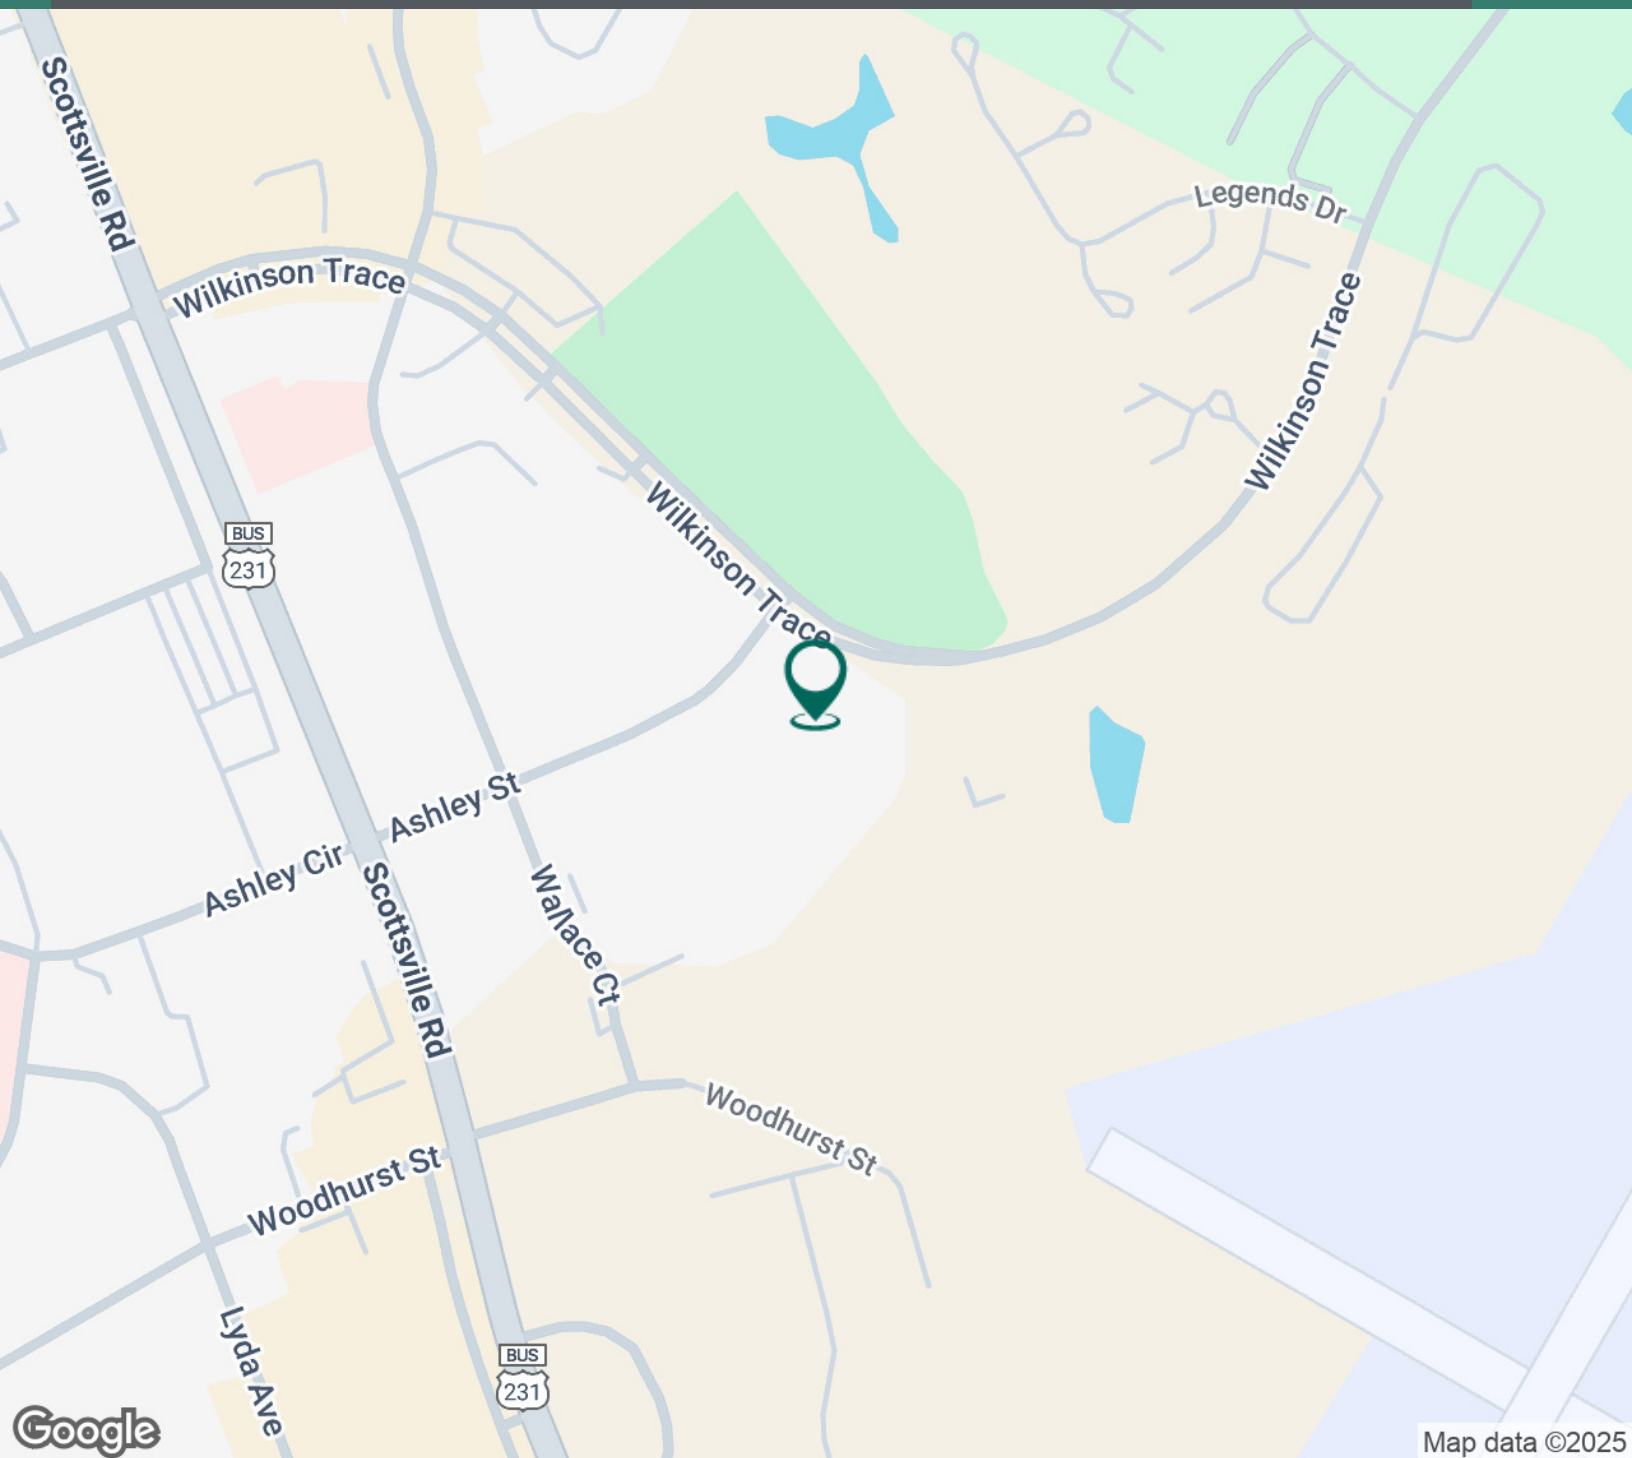 Scottsville Rd
Legends Dr
Wilkinson Trace
Wilkinson Trace
BUS
231
Wilkinson Trace
Ashley St
Ashley Cir
Scottsville Rd
Wallace Ct
Woodhurst St
Woodhurst St
Lyda Ave
BUS
231
Google
Map data ©2025